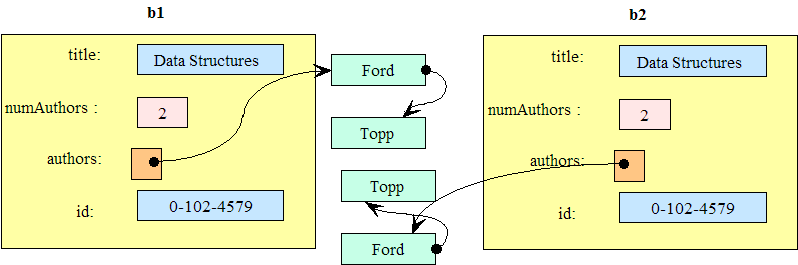 b1
title: Data Structures
numAuthors : 2
authors:
id: 0-102-4579
Ford
Topp
Topp
Ford
b2
title: Data Structures
numAuthors : 2
authors:
id: 0-102-4579